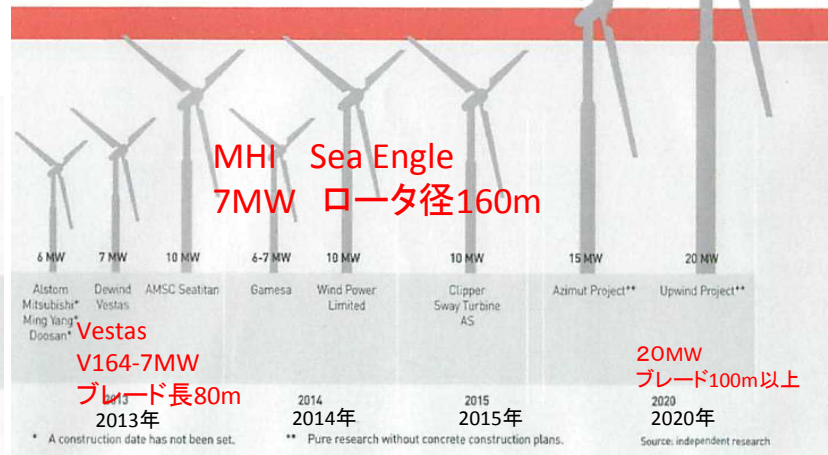 MHI　Sea Engle
7MW　ロータ径160m
6 MW
7 MW
10 MW
6-7 MW
10 MW
10 MW
15 MW
20 MW
Alstom
Mitsubishi*
Ming Yang*
Doosan*
Dewind
Vestas
AMSC Seatitan
Gamesa
Wind Power
Limited
Clipper
Sway Turbine
AS
Azimut Project**
Upwind Project**
Vestas
V164-7MW
ブレード長80m
20MW
ブレード100m以上
2013
2014
2015
2020
2013年
2014年
2015年
2020年
* A construction date has not been set.
** Pure research without concrete construction plans.
Source: independent research